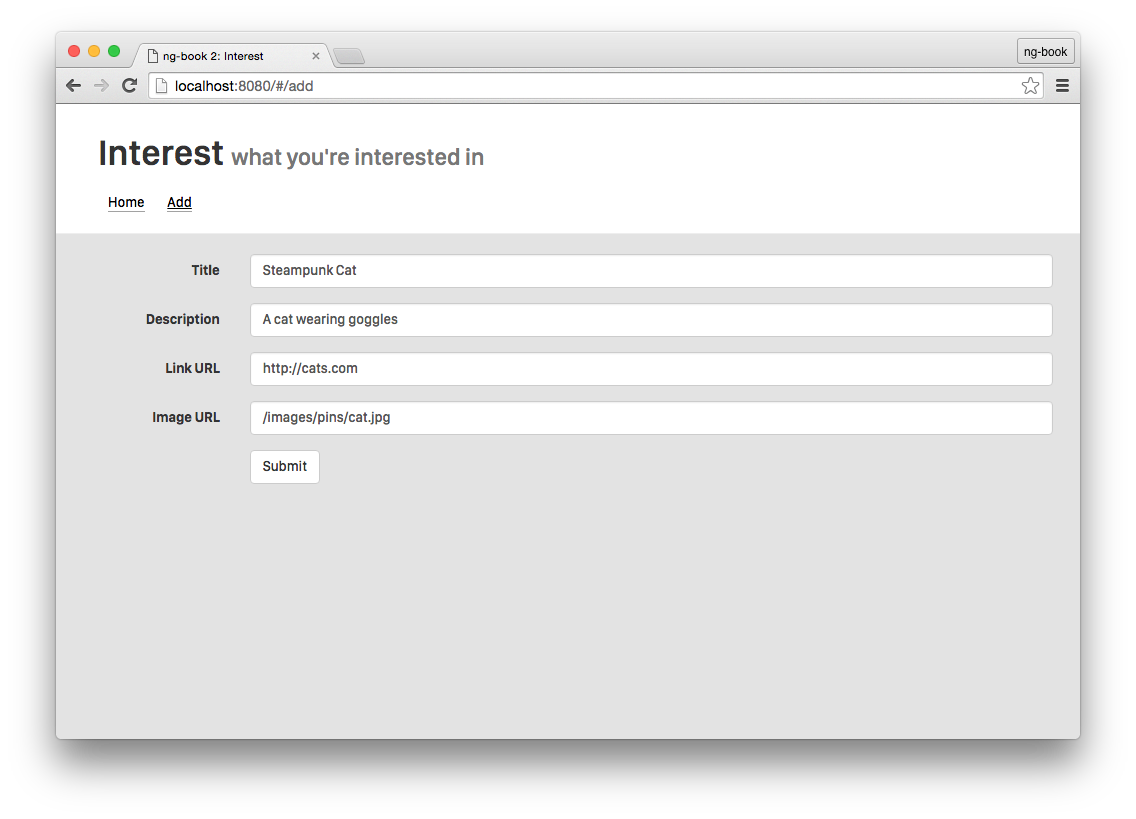 ng-book 2: Interest
ng-book
localhost:8080/#/add
Interest what you're interested in
Home Add
Title Steampunk Cat
Description A cat wearing goggles
Link URL http://cats.com
Image URL /images/pins/cat.jpg
Submit